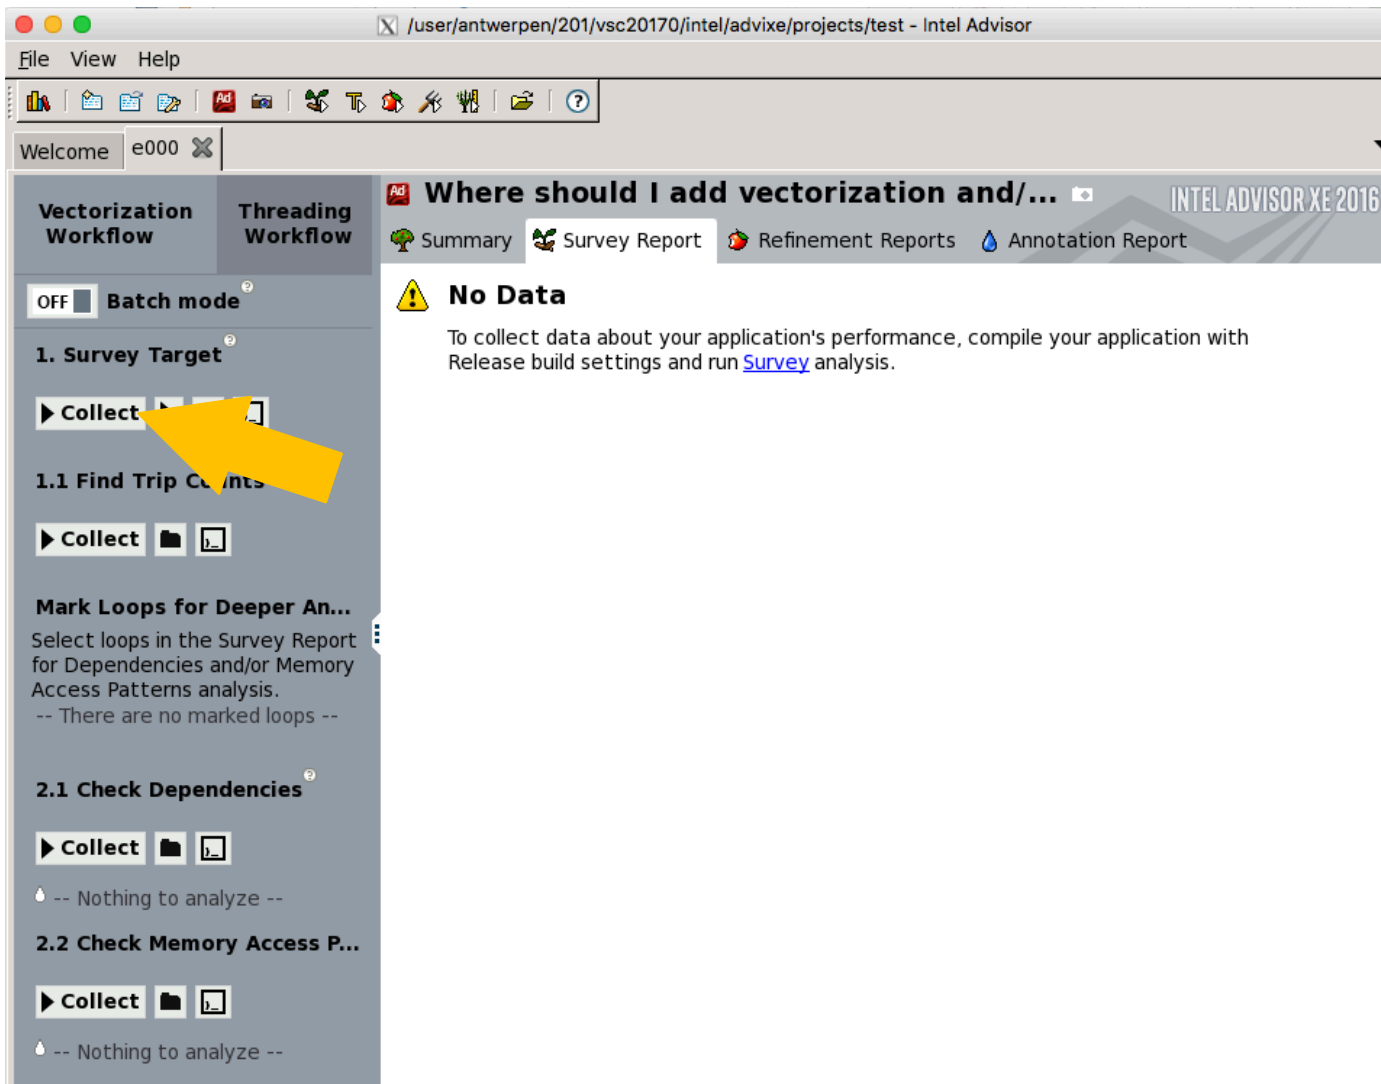 /user/antwerpen/201/vsc20170/intel/advixe/projects/test - Intel Advisor
File View Help
Welcome e000
Vectorization Workflow
Threading Workflow
Where should I add vectorization and/...
INTEL ADVISOR XE 2016
Summary Survey Report Refinement Reports Annotation Report
OFF Batch mode
No Data
To collect data about your application's performance, compile your application with
Release build settings and run Survey analysis.
1. Survey Target
Collect
1.1 Find Trip
Collect
Mark Loops for Deeper An...
Select loops in the Survey Report
for Dependencies and/or Memory
Access Patterns analysis.
-- There are no marked loops --
2.1 Check Dependencies
Collect
-- Nothing to analyze --
2.2 Check Memory Access P...
Collect
-- Nothing to analyze --